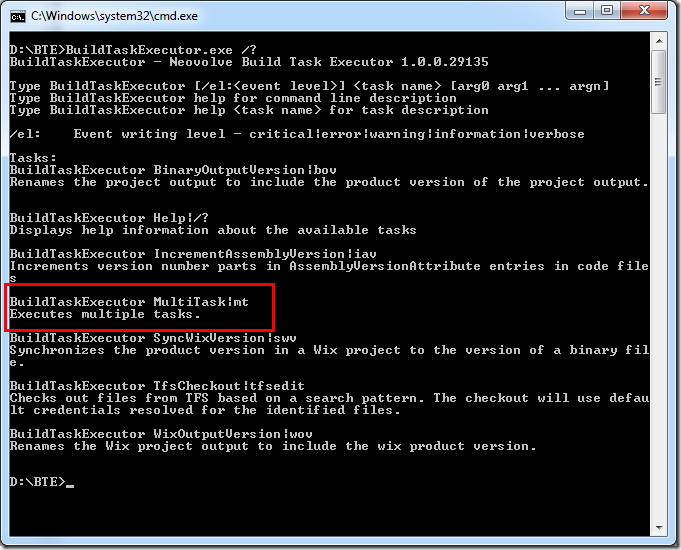 C:\Windows\system32\cmd.exe
D:\BTE>BuildTaskExecutor.exe /?
BuildTaskExecutor - Neovolve Build Task Executor 1.0.0.29135
Type BuildTaskExecutor [/el:<event level>] <task name> [arg0 arg1 ... argn]
Type BuildTaskExecutor help for command line description
Type BuildTaskExecutor help <task name> for task description
/el:    Event writing level - critical|error|warning|information|verbose
Tasks:
BuildTaskExecutor BinaryOutputVersion|bov
Renames the project output to include the product version of the project output.
BuildTaskExecutor Help|/?
Displays help information about the available tasks
BuildTaskExecutor IncrementAssemblyVersion|iav
Increments version number parts in AssemblyVersionAttribute entries in code file
s
BuildTaskExecutor MultiTask|mt
Executes multiple tasks.
BuildTaskExecutor SyncWixVersion|swv
Synchronizes the product version in a Wix project to the version of a binary fil
e.
BuildTaskExecutor TfsCheckout|tfsedit
Checks out files from TFS based on a search pattern. The checkout will use defau
lt credentials resolved for the identified files.
BuildTaskExecutor WixOutputVersion|wov
Renames the Wix project output to include the wix product version.
D:\BTE>_